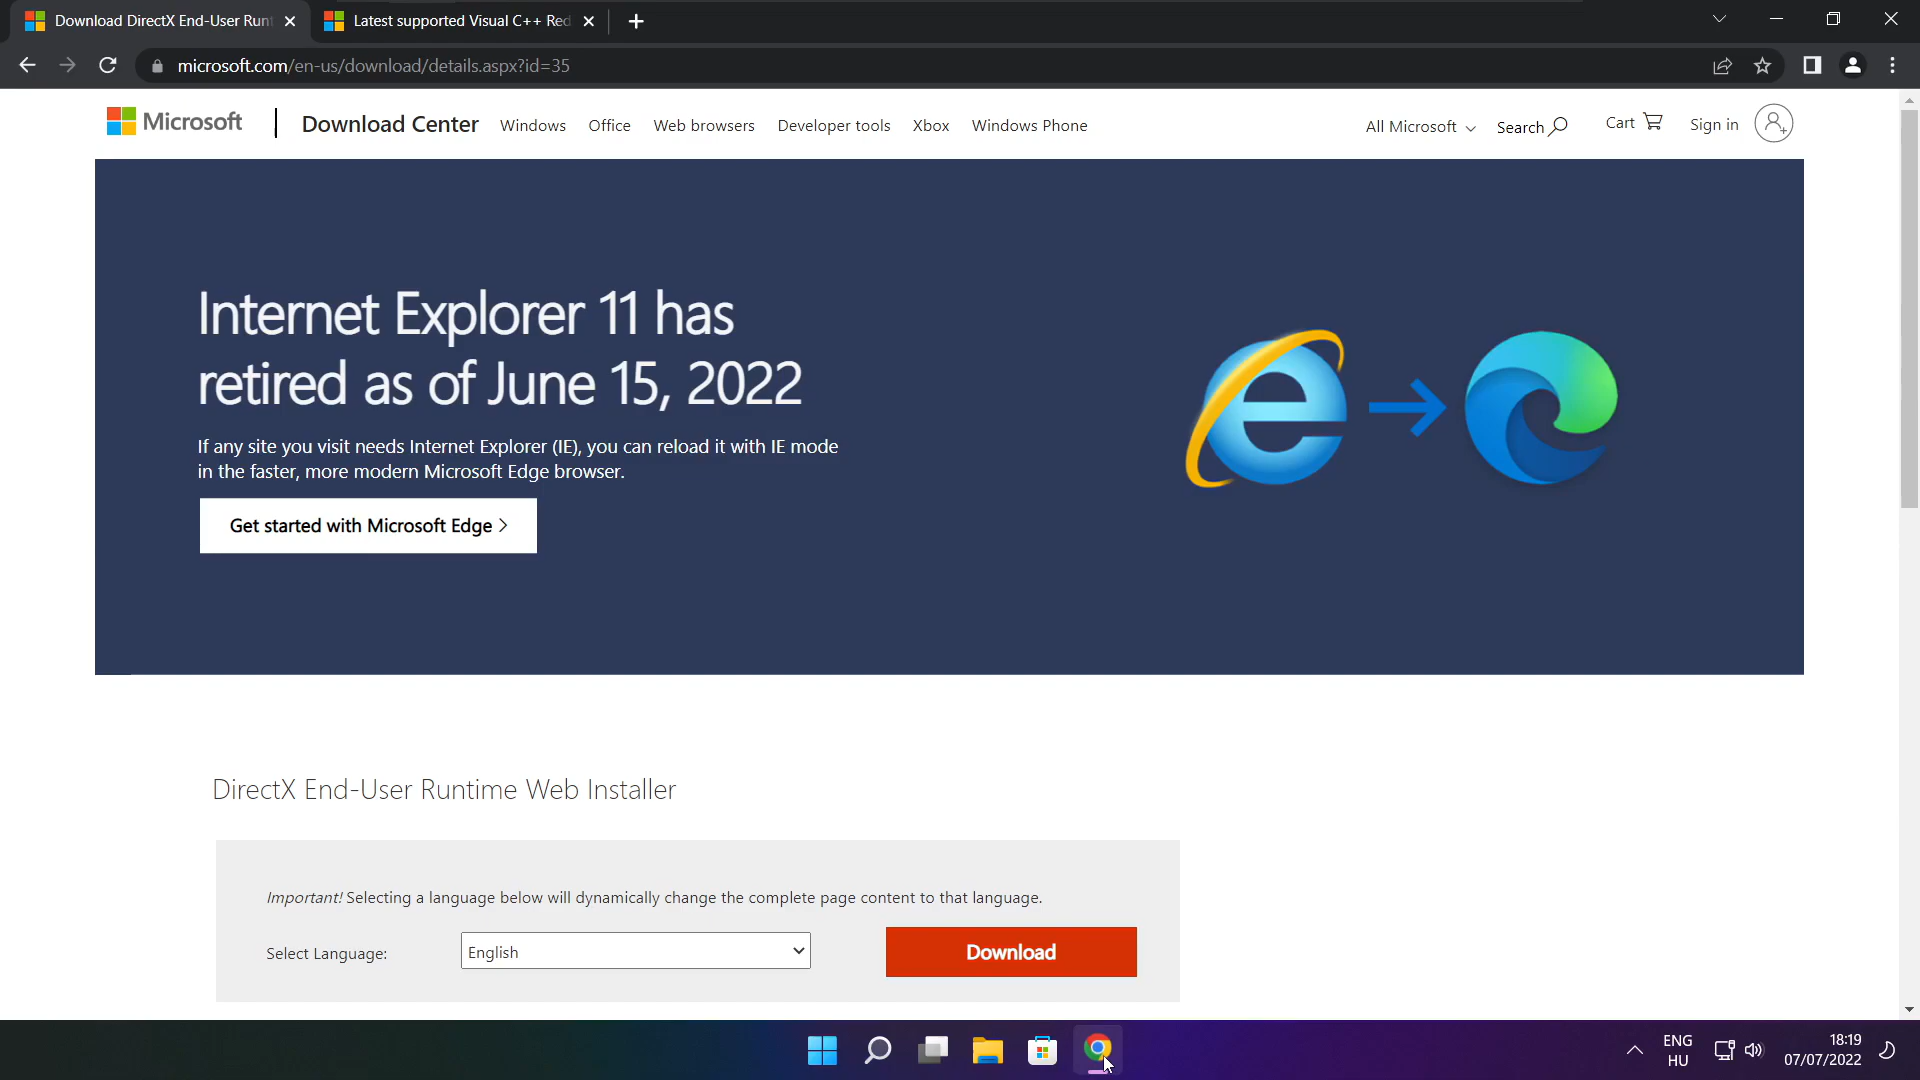 Download DirectX End-User Runt
Latest supported Visual C++ Red
microsoft.com/en-us/download/details.aspx?id=35
Microsoft
Download Center
Windows
Office
Web browsers
Developer tools
Xbox
Windows Phone
All Microsoft
Search
Cart
Sign in
Internet Explorer 11 has
retired as of June 15, 2022
If any site you visit needs Internet Explorer (IE), you can reload it with IE mode
in the faster, more modern Microsoft Edge browser.
Get started with Microsoft Edge >
DirectX End-User Runtime Web Installer
Important! Selecting a language below will dynamically change the complete page content to that language.
Select Language:
English
Download
ENG
HU
18:19
07/07/2022